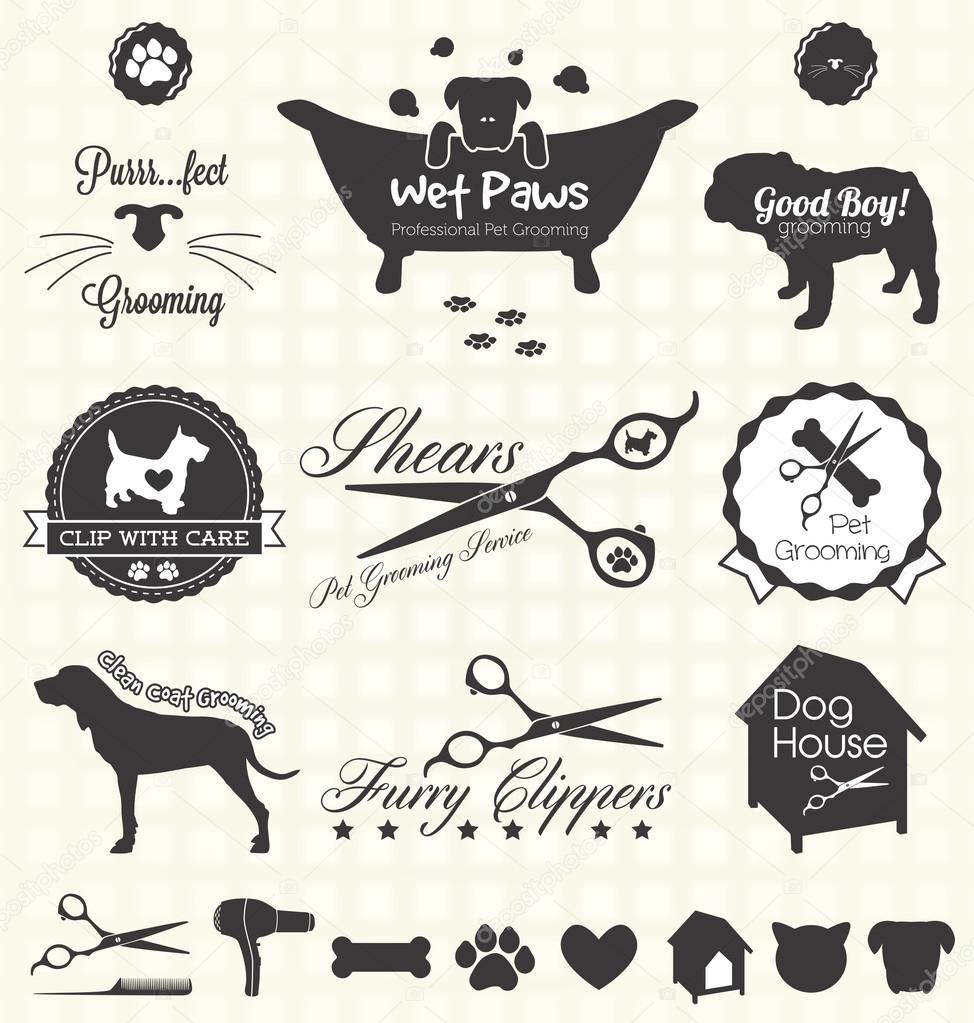 Purrr...fect
Grooming
Wet Paws
Professional Pet Grooming
Good Boy!
grooming
CLIP WITH CARE
Shears
Pet Grooming Service
Pet
Grooming
Clean Coat Grooming
Furry Clippers
Dog
House
depositphotos